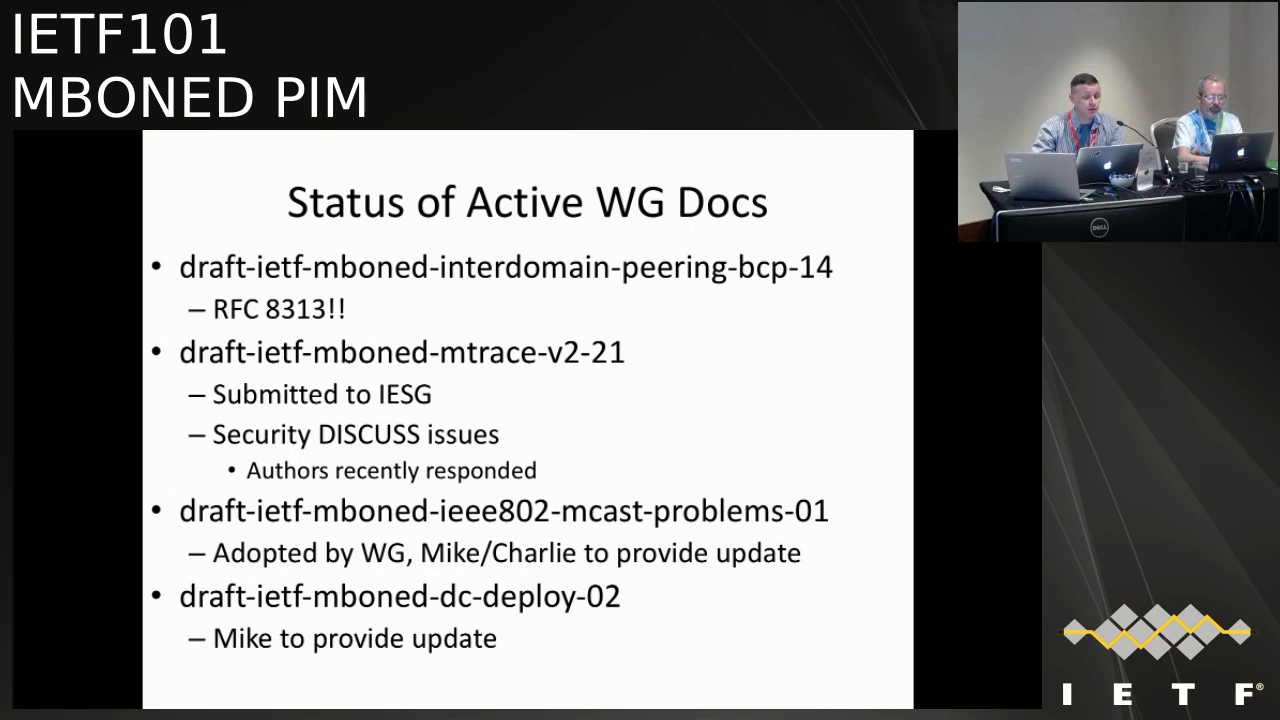 IETF101
MBONED PIM
Status of Active WG Docs
• draft-ietf-mboned-interdomain-peering-bcp-14
– RFC 8313!!
• draft-ietf-mboned-mtrace-v2-21
– Submitted to IESG
– Security DISCUSS issues
• Authors recently responded
• draft-ietf-mboned-ieee802-mcast-problems-01
– Adopted by WG, Mike/Charlie to provide update
• draft-ietf-mboned-dc-deploy-02
– Mike to provide update
DELL
I E T F®